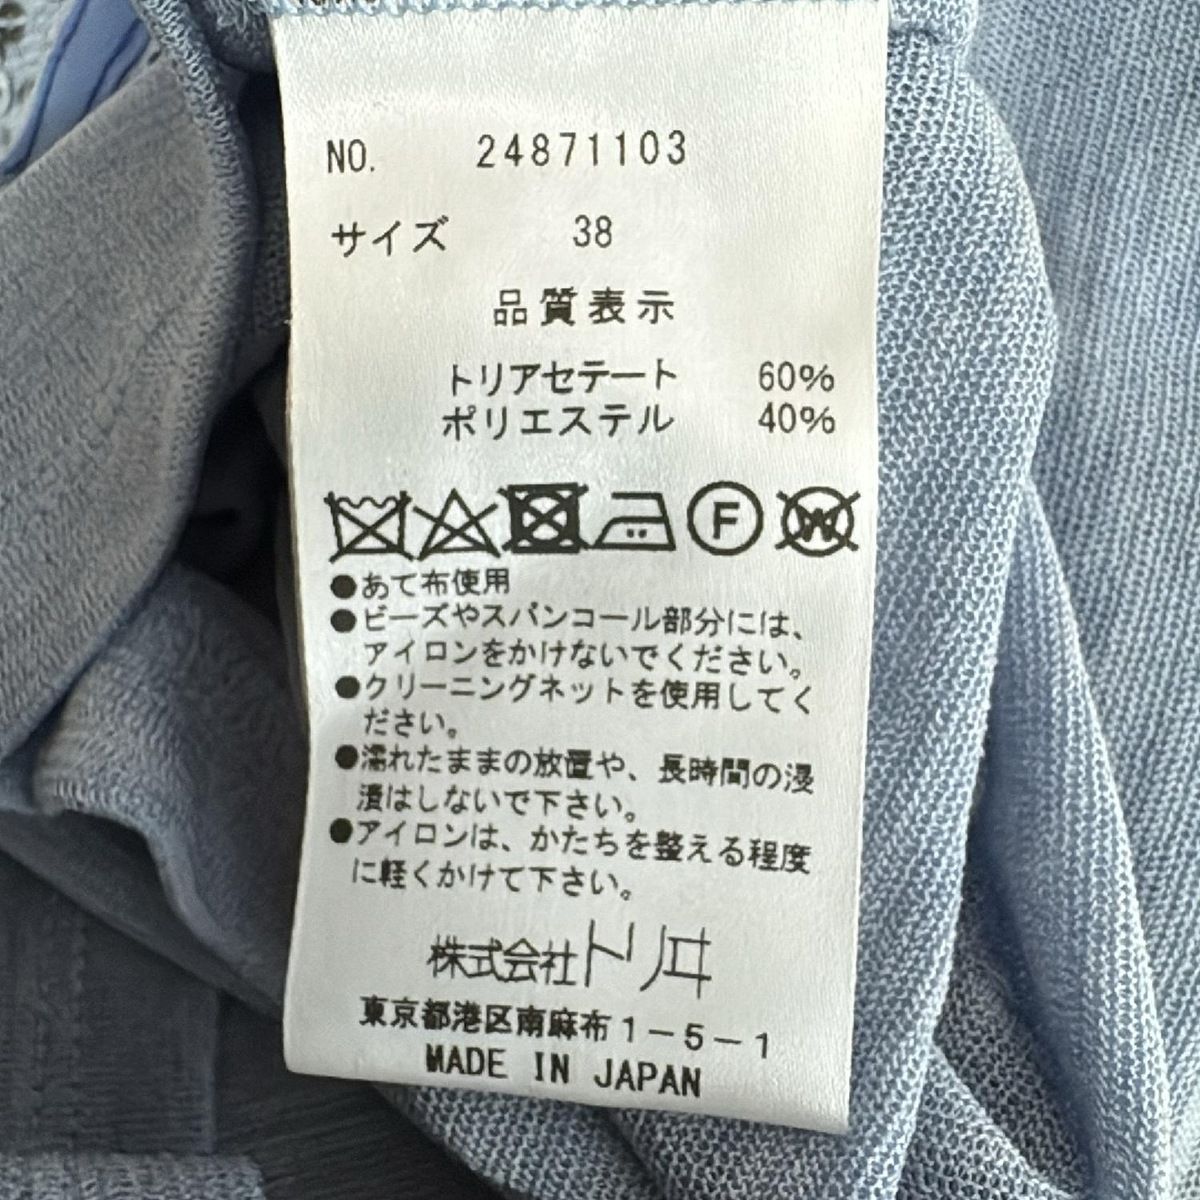 NO. 24871103
サイズ 38
品質表示
トリアセテート 60%
ポリエステル 40%
F W
●あて布使用
●ビーズやスパンコール部分には、
アイロンをかけないでください。
●クリーニングネットを使用してく
ださい。
●濡れたままの放置や、長時間の浸
漬はしないで下さい。
●アイロンは、かたちを整える程度
に軽くかけて下さい。
株式会社トリヰ
東京都港区南麻布1-5-1
MADE IN JAPAN